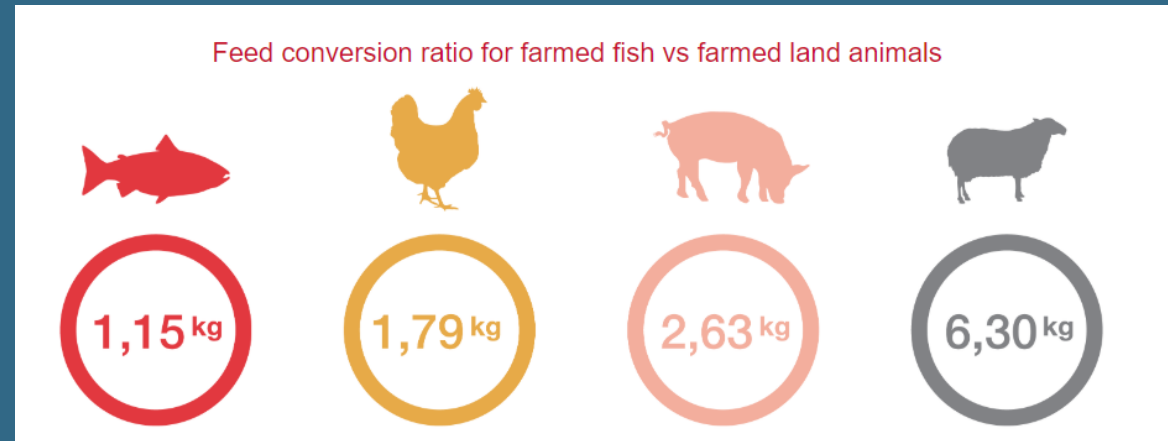 Feed conversion ratio for farmed fish vs farmed land animals
1,15 kg
1,79 kg
2,63 kg
6,30 kg